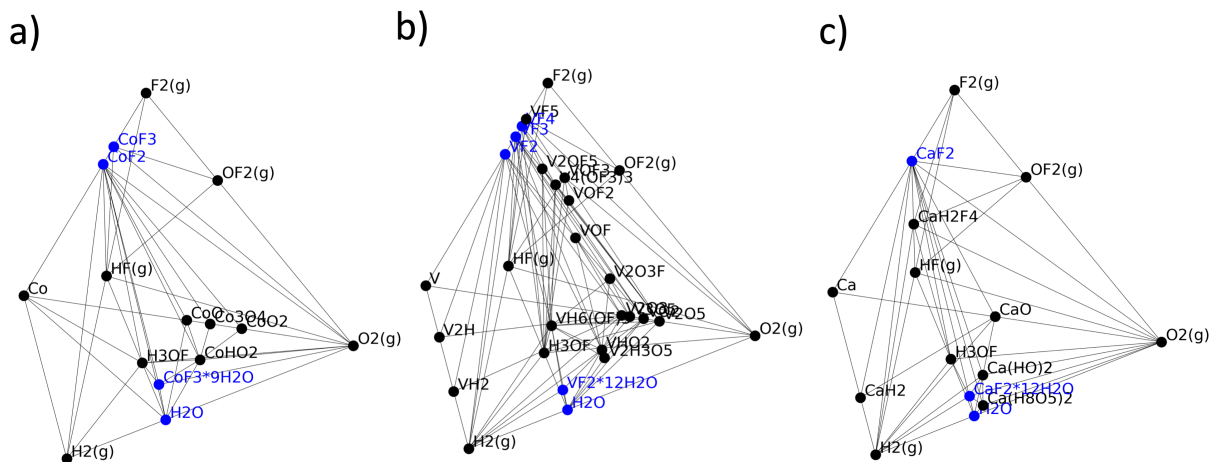 a)
F2(g)
CoF3
CoF2
OF2(g)
HF(g)
Co
CoO
Co3O4
CoO2
O2(g)
H3OF
CoHO2
CoF3*9H2O
H2O
H2(g)
b)
F2(g)
VF5
VF4
VF3
VF2
V2OF5
VOF3
OF2(g)
VOF2
VOF
HF(g)
V
V2O3F
V2H
V2O5
O2(g)
H3OF
VHO2
V2H3O5
VH2
VF2*12H2O
H2O
H2(g)
c)
F2(g)
CaF2
OF2(g)
CaH2F4
HF(g)
Ca
CaO
O2(g)
H3OF
Ca(HO)2
CaH2
CaF2*12H2O
Ca(H8O5)2
H2O
H2(g)